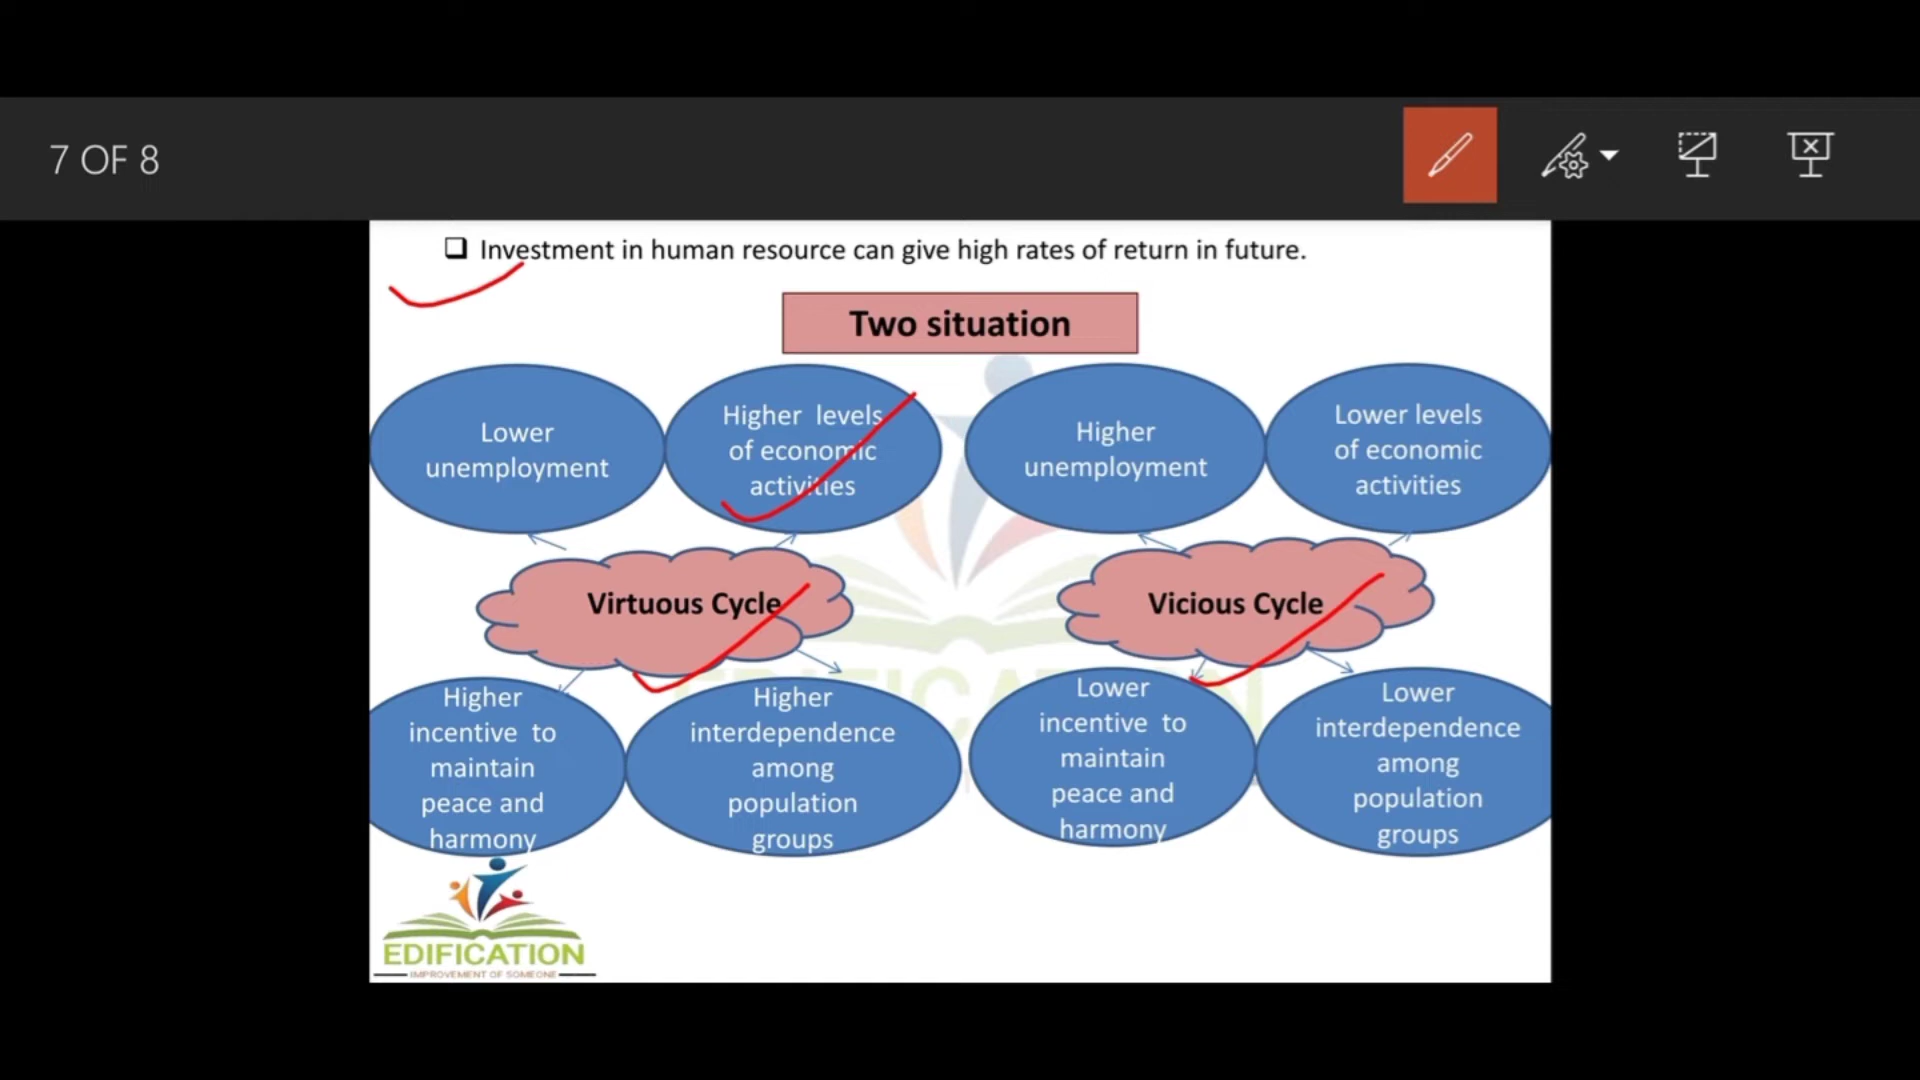 7 OF 8
Investment in human resource can give high rates of return in future.
Two situation
Lower
unemployment
Higher levels
of economic
activities
Higher
unemployment
Lower levels
of economic
activities
Virtuous Cycle
Vicious Cycle
Higher
incentive to
maintain
peace and
harmony
Higher
interdependence
among
population
groups
Lower
incentive to
maintain
peace and
harmony
Lower
interdependence
among
population
groups
EDIFICATION
IMPROVEMENT OF SOMEONE